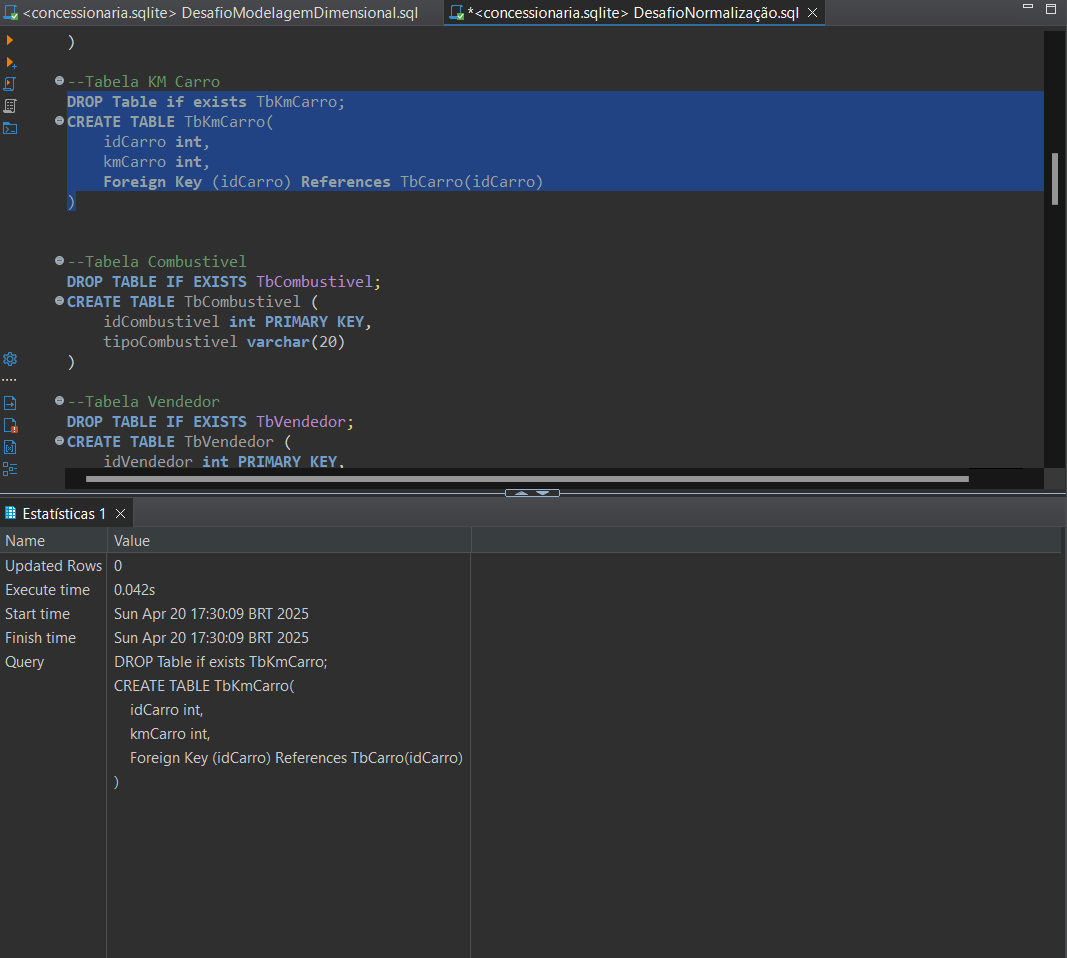 <concessionaria.sqlite> DesafioModelagemDimensional.sql
*<concessionaria.sqlite> DesafioNormalização.sql
)
--Tabela KM Carro
DROP Table if exists TbKmCarro;
CREATE TABLE TbKmCarro(
idCarro int,
kmCarro int,
Foreign Key (idCarro) References TbCarro(idCarro)
)
--Tabela Combustivel
DROP TABLE IF EXISTS TbCombustivel;
CREATE TABLE TbCombustivel (
idCombustivel int PRIMARY KEY,
tipoCombustivel varchar(20)
)
--Tabela Vendedor
DROP TABLE IF EXISTS TbVendedor;
CREATE TABLE TbVendedor (
idVendedor int PRIMARY KEY,
Estatísticas 1
Name Value
Updated Rows 0
Execute time 0.042s
Start time Sun Apr 20 17:30:09 BRT 2025
Finish time Sun Apr 20 17:30:09 BRT 2025
Query DROP Table if exists TbKmCarro;
CREATE TABLE TbKmCarro(
idCarro int,
kmCarro int,
Foreign Key (idCarro) References TbCarro(idCarro)
)